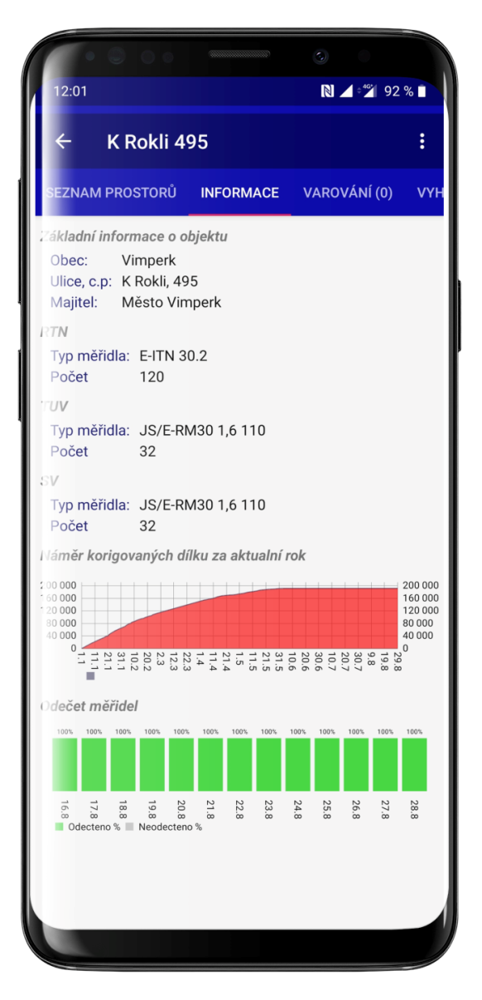 12:01 4G+ 92 %
K Rokli 495
SEZNAM PROSTORŮ INFORMACE VAROVÁNÍ (0) VYH
Základní informace o objektu
Obec: Vimperk
Ulice, c.p: K Rokli, 495
Majitel: Město Vimperk
RTN
Typ měřidla: E-ITN 30.2
Počet 120
TUV
Typ měřidla: JS/E-RM30 1,6 110
Počet 32
SV
Typ měřidla: JS/E-RM30 1,6 110
Počet 32
Náměr korigovaných dílku za aktualní rok
200 000 200 000
160 000 160 000
120 000 120 000
80 000 80 000
40 000 40 000
0 0
1.1 11.1 21.1 31.1 10.2 20.2 2.3 12.3 22.3 1.4 11.4 21.4 1.5 11.5 21.5 31.5 10.6 20.6 30.6 10.7 20.7 30.7 9.8 19.8 29.8
Odečet měřidel
100% 100% 100% 100% 100% 100% 100% 100% 100% 100% 100% 100% 100%
16.8 17.8 18.8 19.8 20.8 21.8 22.8 23.8 24.8 25.8 26.8 27.8 28.8
Odecteno % Neodecteno %